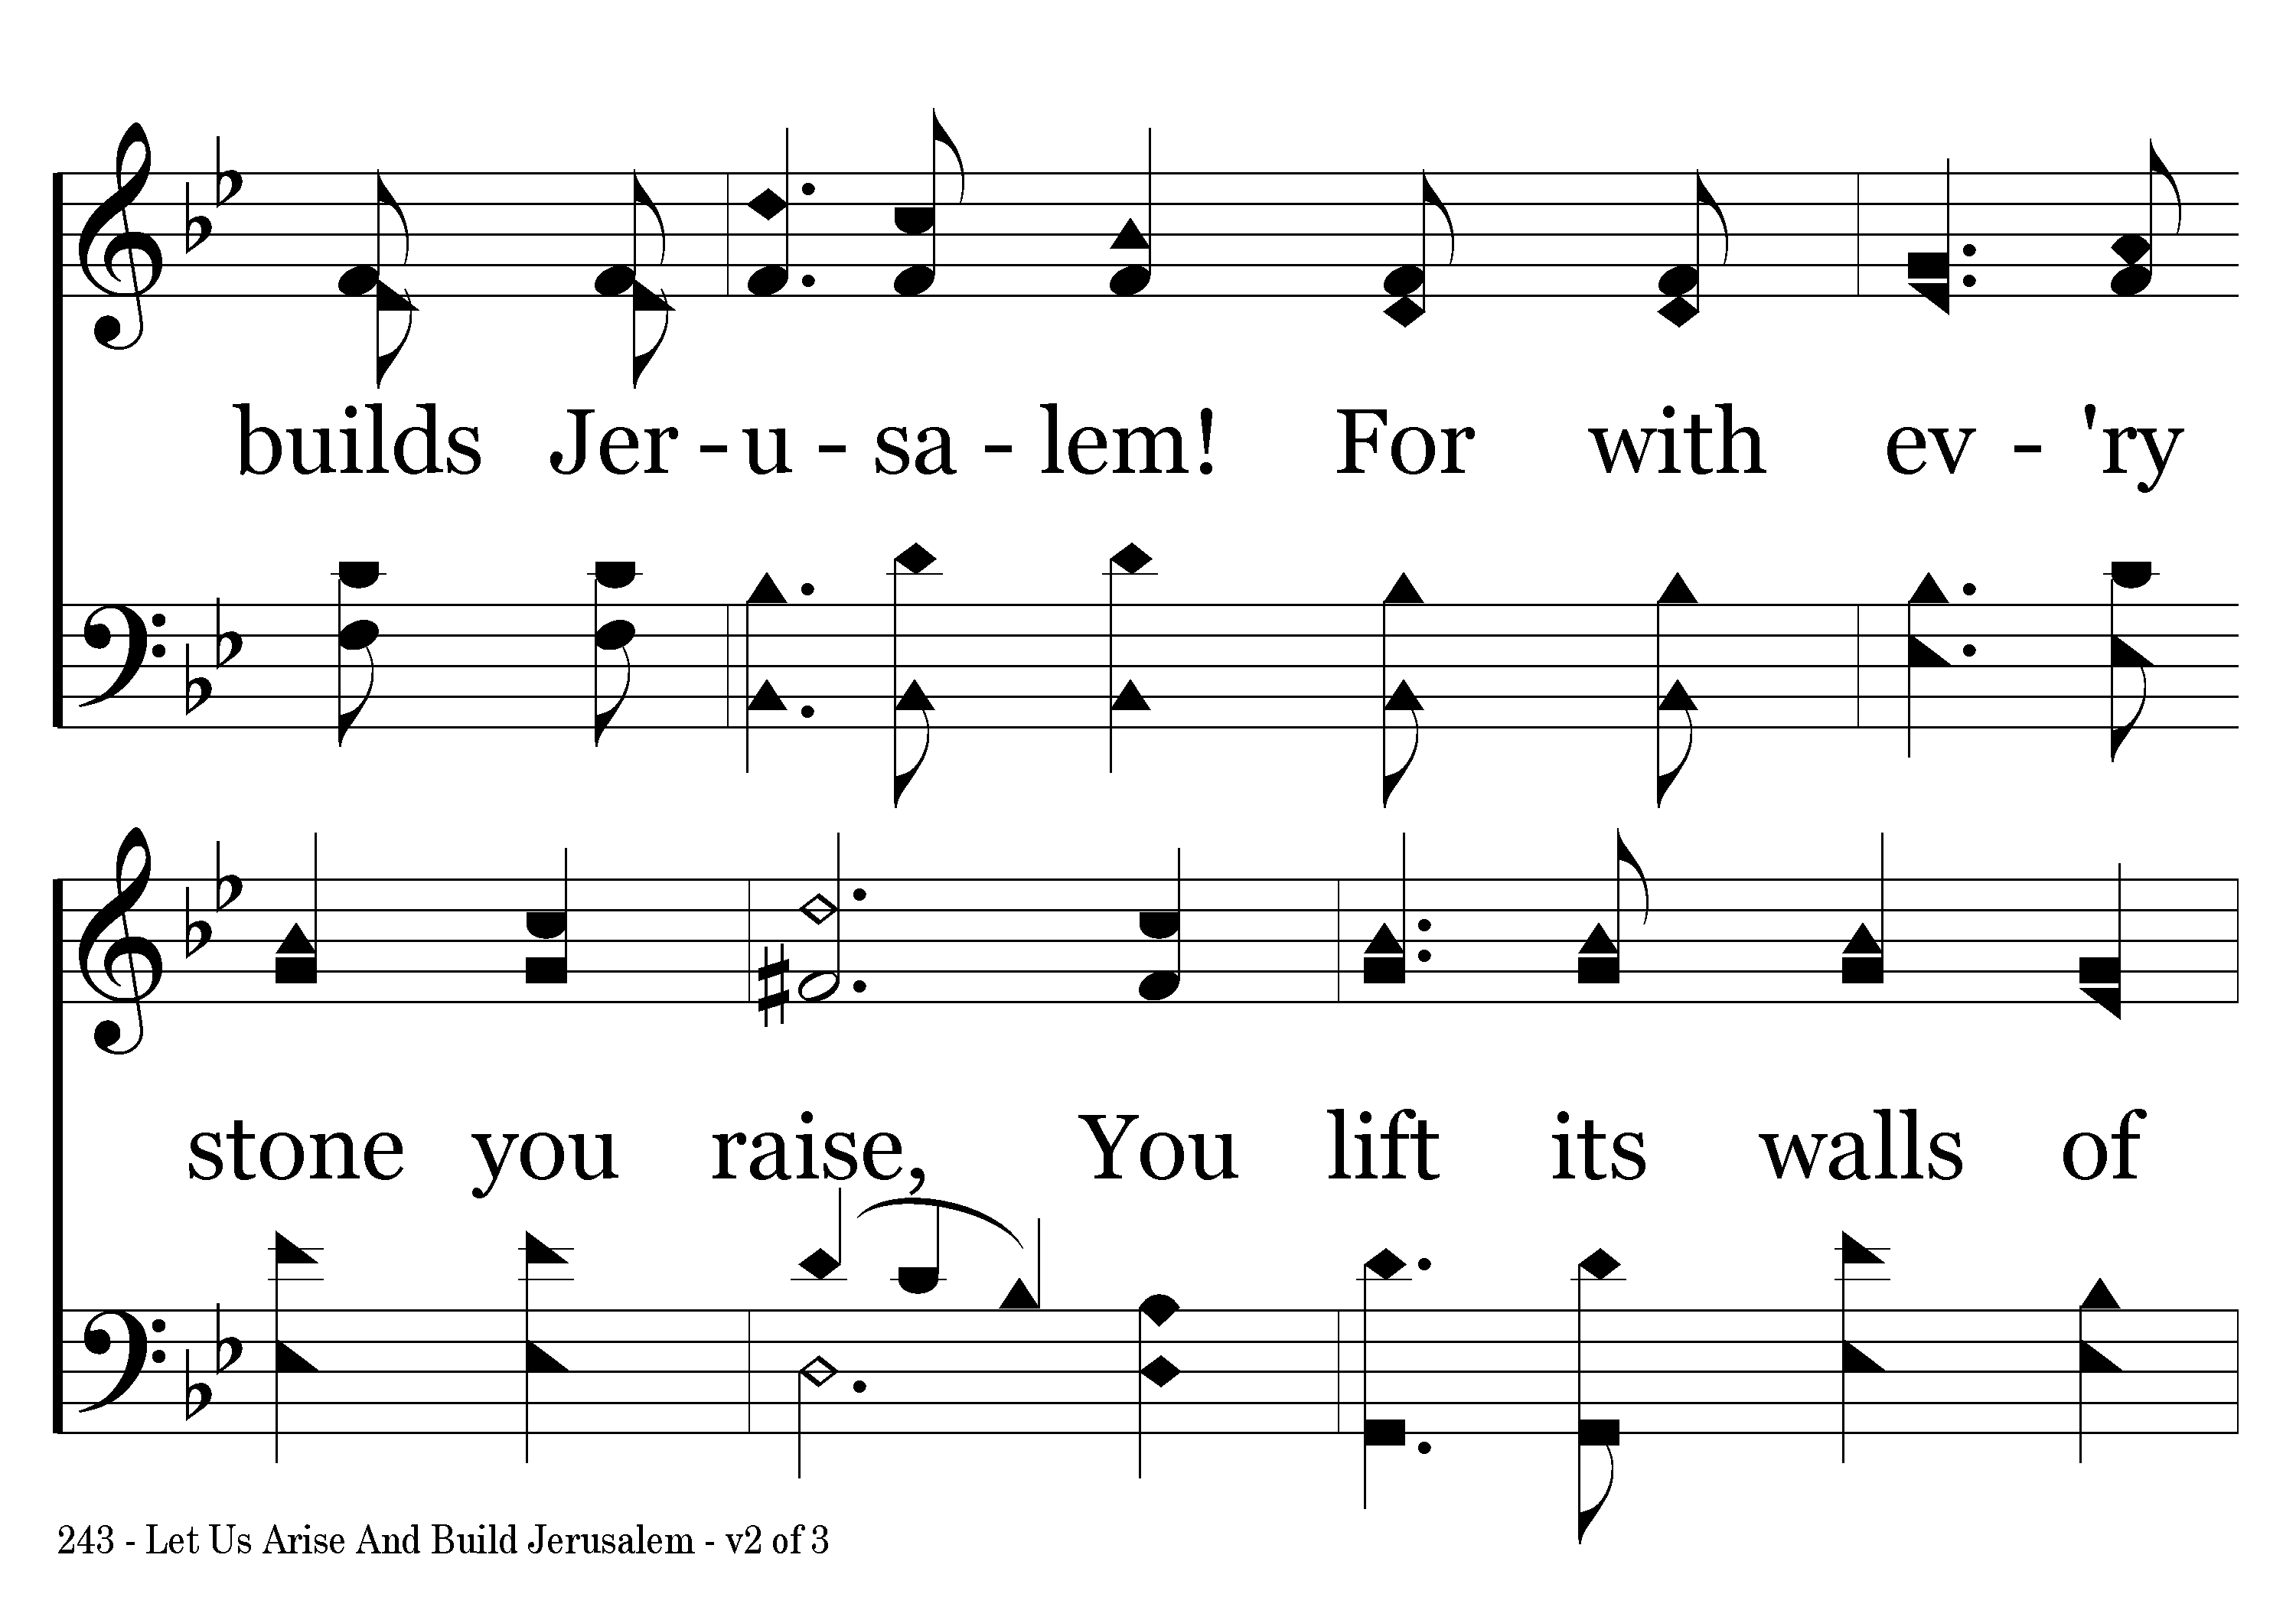 builds Jer - u - sa - lem! For with ev - 'ry
stone you raise, You lift its walls of
243 - Let Us Arise And Build Jerusalem - v2 of 3